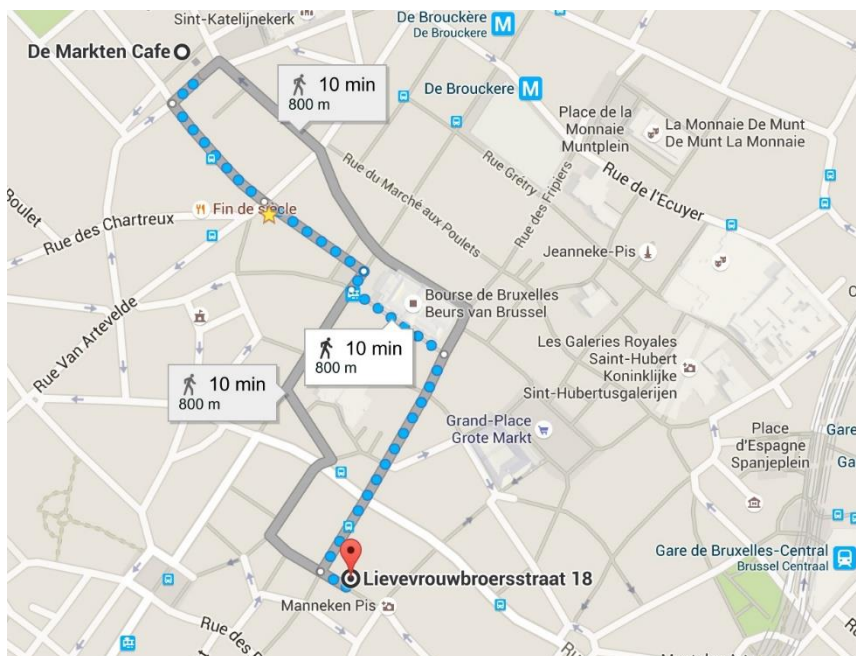 Sint-Katelijnekerk
De Brouckère
De Brouckere
M
De Markten Cafe
10 min
800 m
De Brouckere
M
Place de la
Monnaie
Muntplein
La Monnaie De Munt
De Munt La Monnaie
Boulet
Rue du Marché aux Poulets
Rue Grétry
Rue des Fripiers
Rue de l'Ecuyer
Fin de siècle
Rue des Chartreux
Jeanneke-Pis
Bourse de Bruxelles
Beurs van Brussel
Rue Van Artevelde
10 min
800 m
Les Galeries Royales
Saint-Hubert
Koninklijke
Sint-Hubertusgalerijen
10 min
800 m
Grand-Place
Grote Markt
Place
d'Espagne
Spanjeplein
Gare
Ga
Gare de Bruxelles-Central
Brussel Centraal
Lievevrouwbroersstraat 18
Manneken Pis
Rue des
Rue